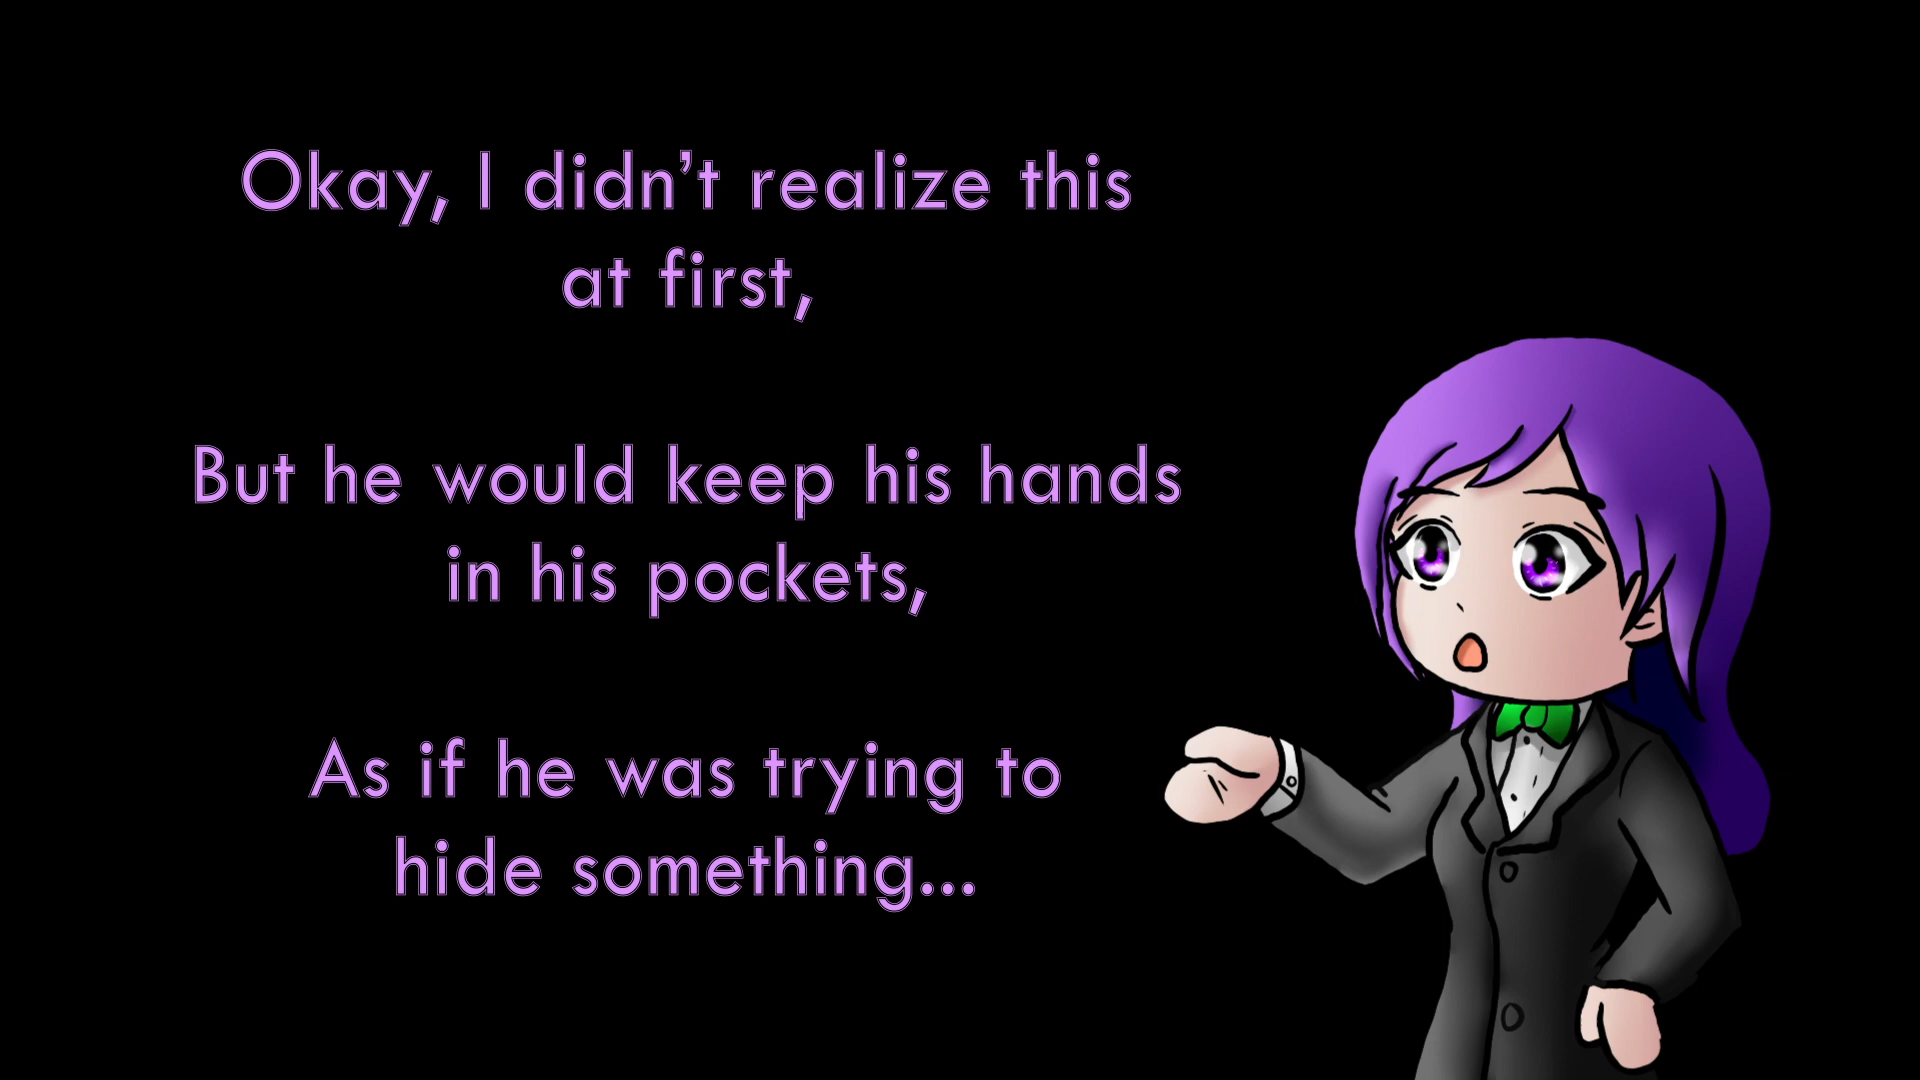 Okay, I didn’t realize this
at first,
But he would keep his hands
in his pockets,
As if he was trying to
hide something...